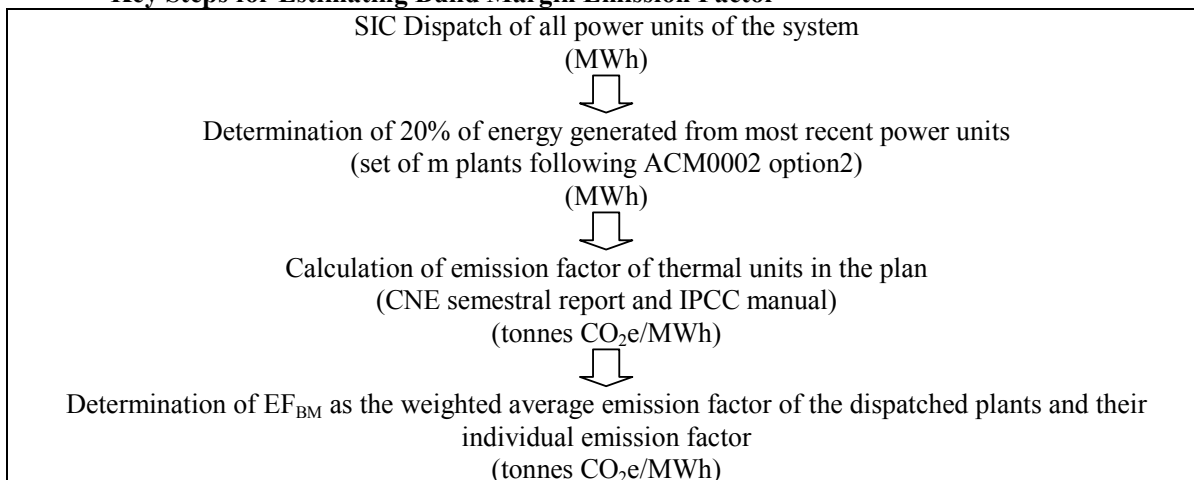 Key Steps for Estimating Build Margin Emission Factor
SIC Dispatch of all power units of the system
(MWh)
Determination of 20% of energy generated from most recent power units
(set of m plants following ACM0002 option2)
(MWh)
Calculation of emission factor of thermal units in the plan
(CNE semestral report and IPCC manual)
(tonnes CO₂e/MWh)
Determination of EF_BM as the weighted average emission factor of the dispatched plants and their
individual emission factor
(tonnes CO₂e/MWh)